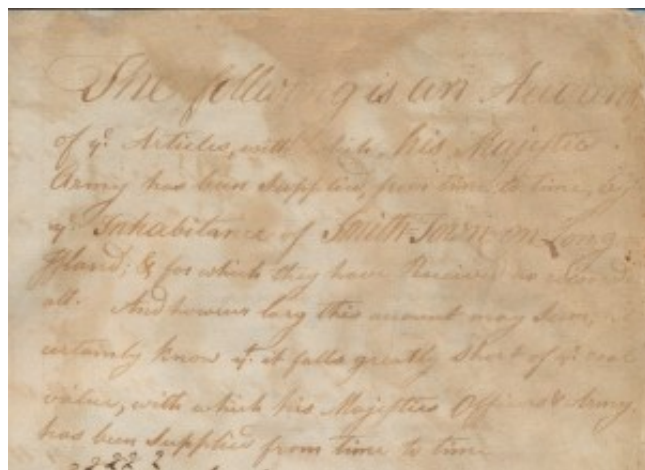 The following is an Account
of ye. Articles, with which, his Majesties
Army has been Supplied, from time to time, by
ye. Inhabitance of Smith-Town on Long
Island; & for which they have Received no
all. And however larg this amount may Seem,
certainly know yt. it falls greatly Short of ye. real
value, with which his Majesties Officers & Army,
has been Supplied from time to time